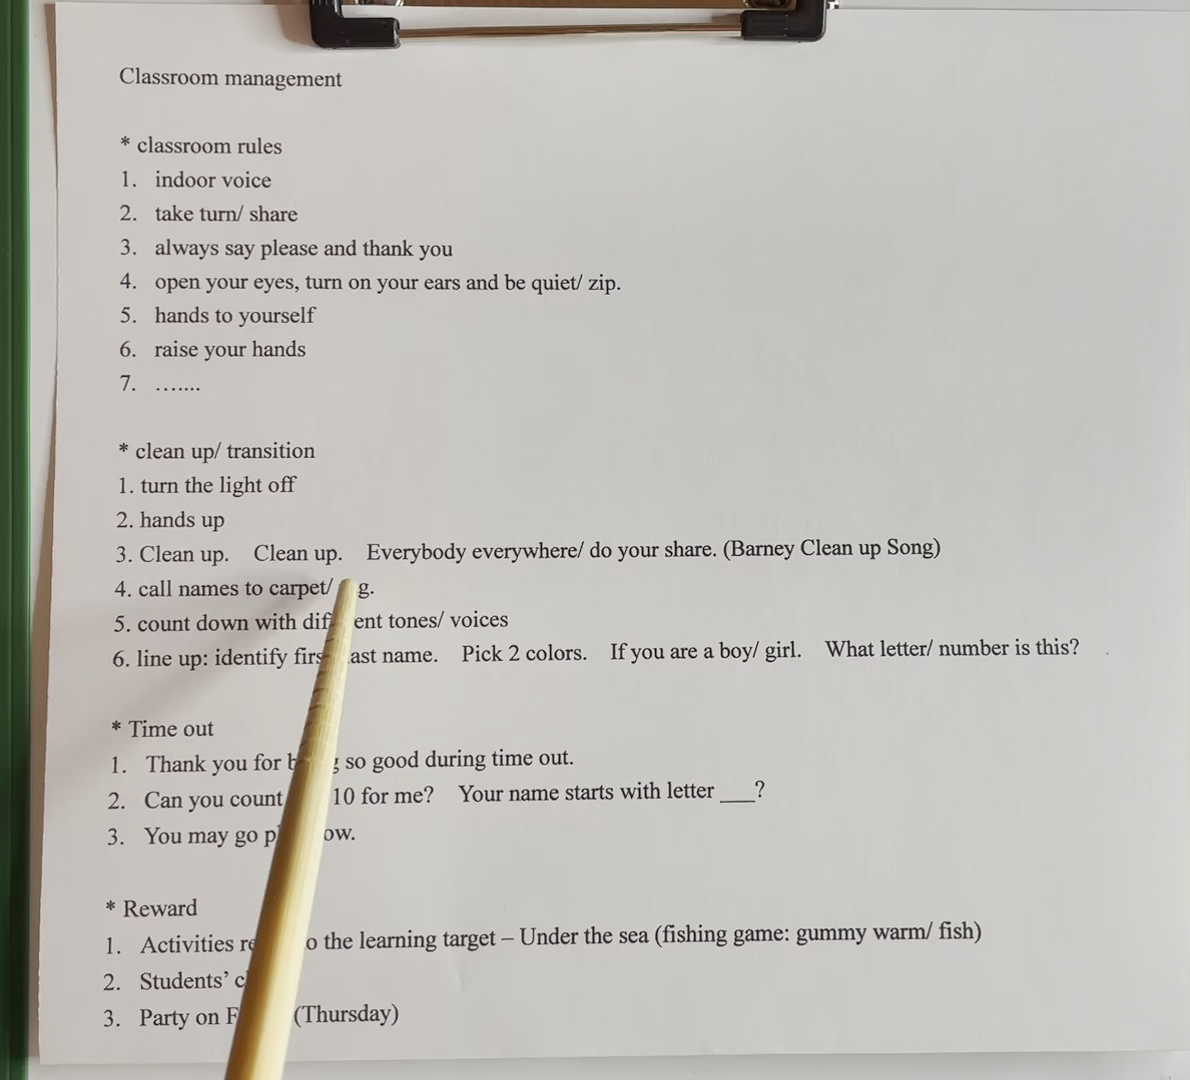 Classroom management
* classroom rules
1. indoor voice
2. take turn/ share
3. always say please and thank you
4. open your eyes, turn on your ears and be quiet/ zip.
5. hands to yourself
6. raise your hands
7. .......
* clean up/ transition
1. turn the light off
2. hands up
3. Clean up. Clean up. Everybody everywhere/ do your share. (Barney Clean up Song)
4. call names to carpet/
5. count down with tones/ voices
6. line up: identify name. Pick 2 colors. If you are a boy/ girl. What letter/ number is this?
* Time out
1. Thank you for so good during time out.
2. Can you count 10 for me? Your name starts with letter ___?
3. You may go
* Reward
1. Activities the learning target – Under the sea (fishing game: gummy warm/ fish)
2. Students’
3. Party on (Thursday)